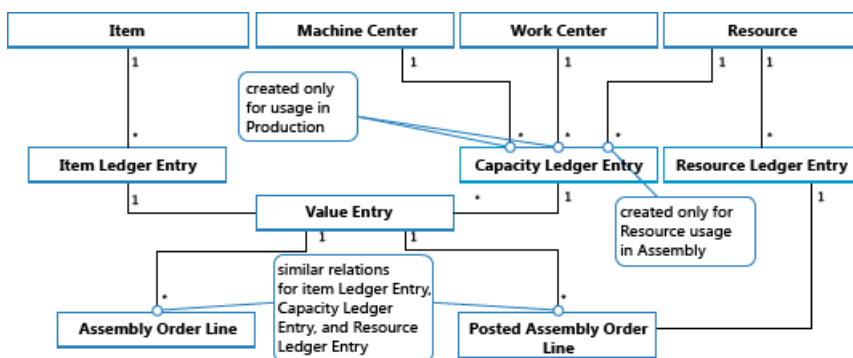 Item
Machine Center
Work Center
Resource
1
1
1
1
1
created only
for usage in
Production
*
*
*
*
*
Item Ledger Entry
Capacity Ledger Entry
Resource Ledger Entry
1
*
1
1
Value Entry
created only for
Resource usage
in Assembly
1
1
similar relations
for item Ledger Entry,
Capacity Ledger
Entry, and Resource
Ledger Entry
*
*
Assembly Order Line
Posted Assembly Order
Line